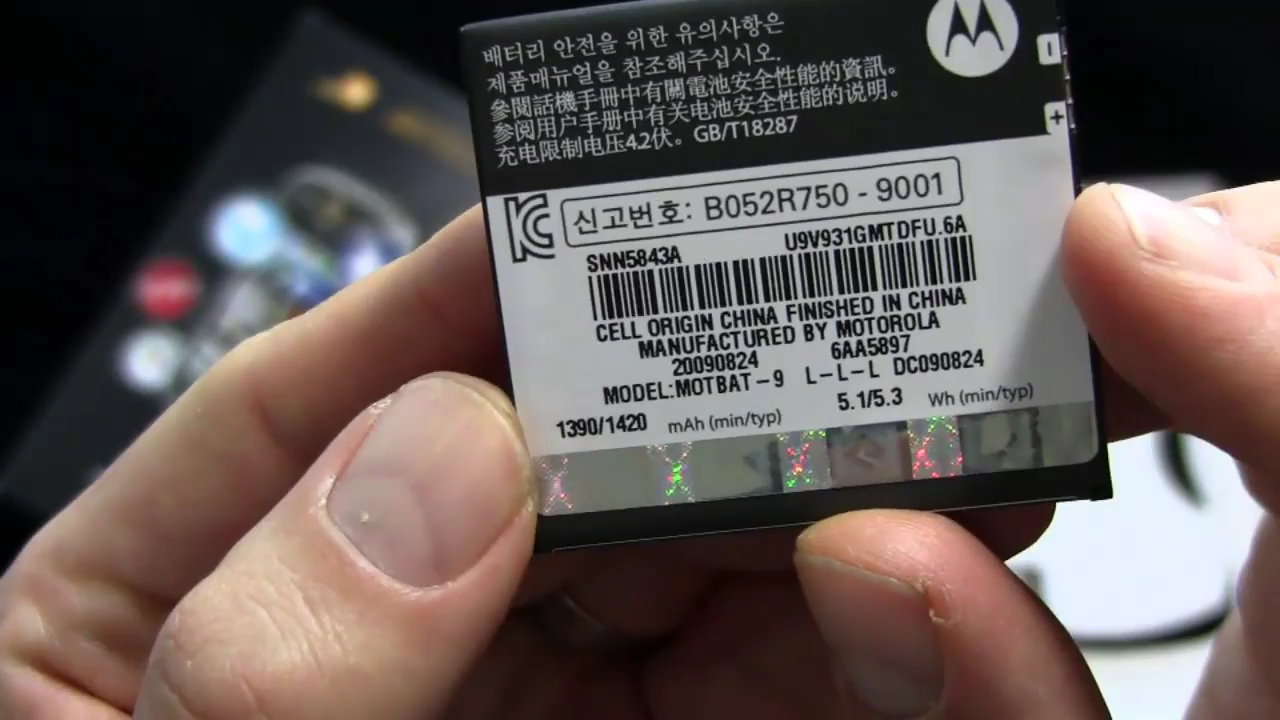 배터리 안전을 위한 유의사항은
제품매뉴얼을 참조해주십시오.
參閱話機手冊中有關電池安全性能的資訊。
参阅用户手册中有关电池安全性能的说明。
充电限制电压4.2伏。GB/T18287
신고번호: B052R750 - 9001
SNN5843A U9V931GMTDFU.6A
CELL ORIGIN CHINA FINISHED IN CHINA
MANUFACTURED BY MOTOROLA
20090824 6AA5897
MODEL:MOTBAT-9 L-L-L DC090824
1390/1420 mAh (min/typ) 5.1/5.3 Wh (min/typ)